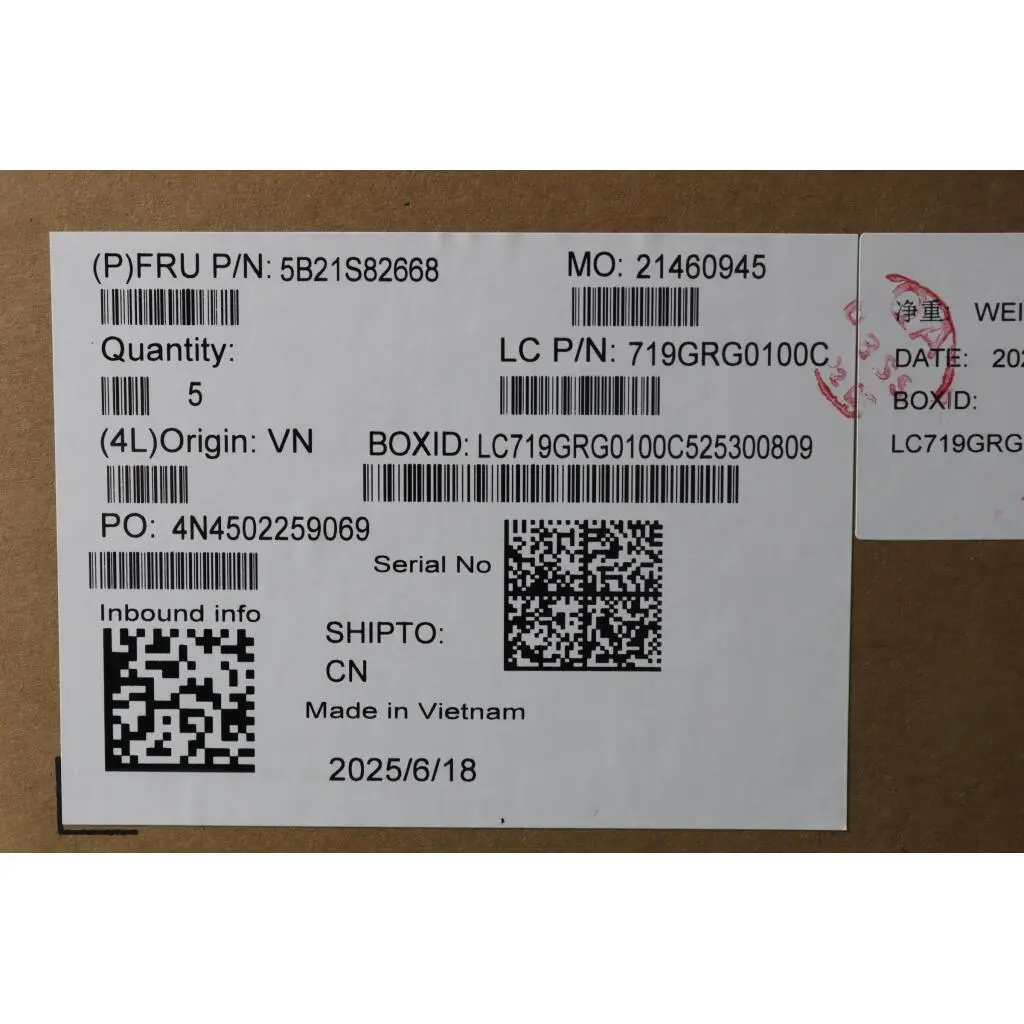 (P)FRU P/N: 5B21S82668
MO: 21460945
Quantity:
5
LC P/N: 719GRG0100C
(4L)Origin: VN
BOXID: LC719GRG0100C525300809
PO: 4N4502259069
Serial No
Inbound info
SHIPTO:
CN
Made in Vietnam
2025/6/18
净重: WEI
DATE: 202
BOXID:
LC719GRG
QA